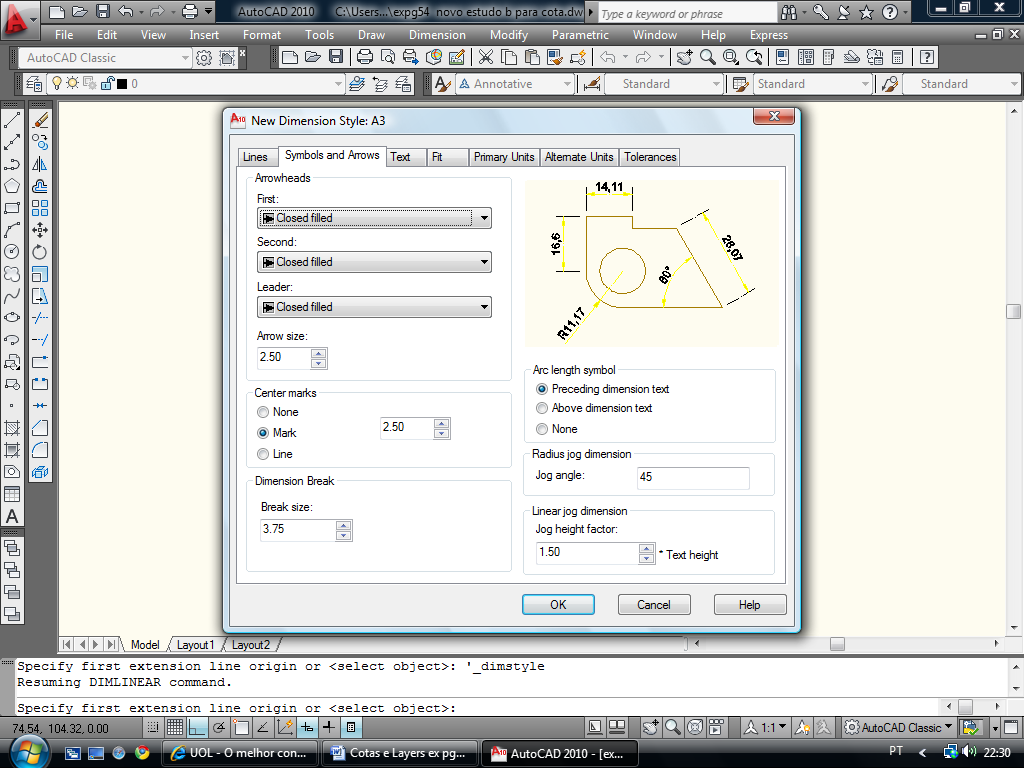 AutoCAD 2010 C:\Users...\expg54 novo estudo b para cota.dw
Type a keyword or phrase
File Edit View Insert Format Tools Draw Dimension Modify Parametric Window Help Express
AutoCAD Classic
0 Annotative Standard Standard Standard
New Dimension Style: A3
Lines Symbols and Arrows Text Fit Primary Units Alternate Units Tolerances
Arrowheads
First:
Closed filled
Second:
Closed filled
Leader:
Closed filled
Arrow size:
2.50
Center marks
None
Mark
2.50
Line
Dimension Break
Break size:
3.75
14,11
16,6
28,07
60°
R11,17
Arc length symbol
Preceding dimension text
Above dimension text
None
Radius jog dimension
Jog angle: 45
Linear jog dimension
Jog height factor:
1.50 * Text height
OK Cancel Help
A
Model Layout1 Layout2
Specify first extension line origin or <select object>: '_dimstyle
Resuming DIMLINEAR command.
Specify first extension line origin or <select object>:
74,54, 104.32, 0.00 1:1 AutoCAD Classic
UOL - O melhor con... Cotas e Layers ex pg... AutoCAD 2010 - [ex... PT 22:30